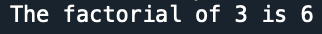 The factorial of 3 is 6